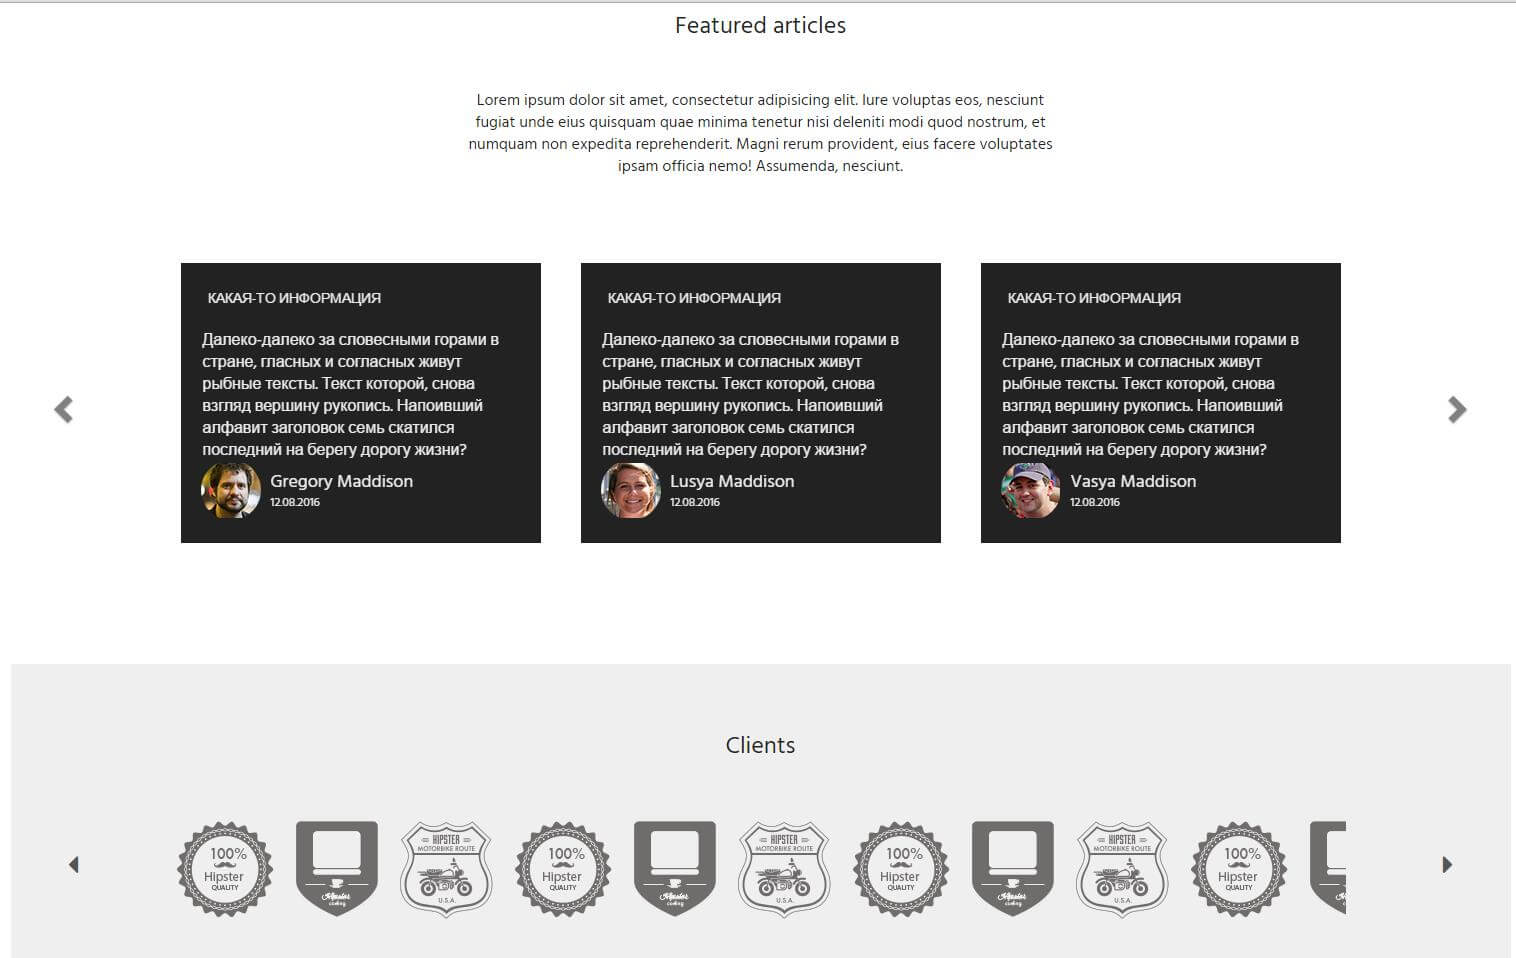 Featured articles
Lorem ipsum dolor sit amet, consectetur adipisicing elit. Iure voluptas eos, nesciunt
fugiat unde eius quisquam quae minima tenetur nisi deleniti modi quod nostrum, et
numquam non expedita reprehenderit. Magni rerum provident, eius facere voluptates
ipsam officia nemo! Assumenda, nesciunt.
КАКАЯ-ТО ИНФОРМАЦИЯ
Далеко-далеко за словесными горами в
стране, гласных и согласных живут
рыбные тексты. Текст которой, снова
взгляд вершину рукопись. Напоивший
алфавит заголовок семь скатился
последний на берегу дорогу жизни?
Gregory Maddison
12.08.2016
КАКАЯ-ТО ИНФОРМАЦИЯ
Далеко-далеко за словесными горами в
стране, гласных и согласных живут
рыбные тексты. Текст которой, снова
взгляд вершину рукопись. Напоивший
алфавит заголовок семь скатился
последний на берегу дорогу жизни?
Lusya Maddison
12.08.2016
КАКАЯ-ТО ИНФОРМАЦИЯ
Далеко-далеко за словесными горами в
стране, гласных и согласных живут
рыбные тексты. Текст которой, снова
взгляд вершину рукопись. Напоивший
алфавит заголовок семь скатился
последний на берегу дорогу жизни?
Vasya Maddison
12.08.2016
Clients
100%
Hipster
QUALITY
Hipster
HIPSTER
MOTORBIKE ROUTE
U.S.A.
100%
Hipster
QUALITY
Hipster
HIPSTER
MOTORBIKE ROUTE
U.S.A.
100%
Hipster
QUALITY
Hipster
HIPSTER
MOTORBIKE ROUTE
U.S.A.
100%
Hipster
QUALITY